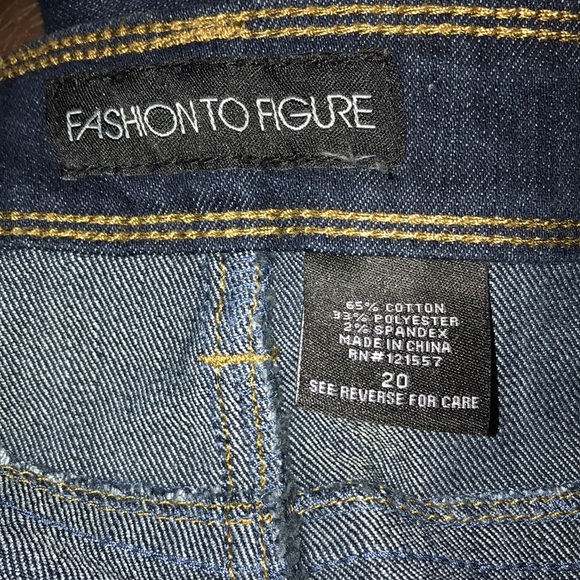 FASHION TO FIGURE
65% COTTON
33% POLYESTER
2% SPANDEX
MADE IN CHINA
RN#121557
20
SEE REVERSE FOR CARE